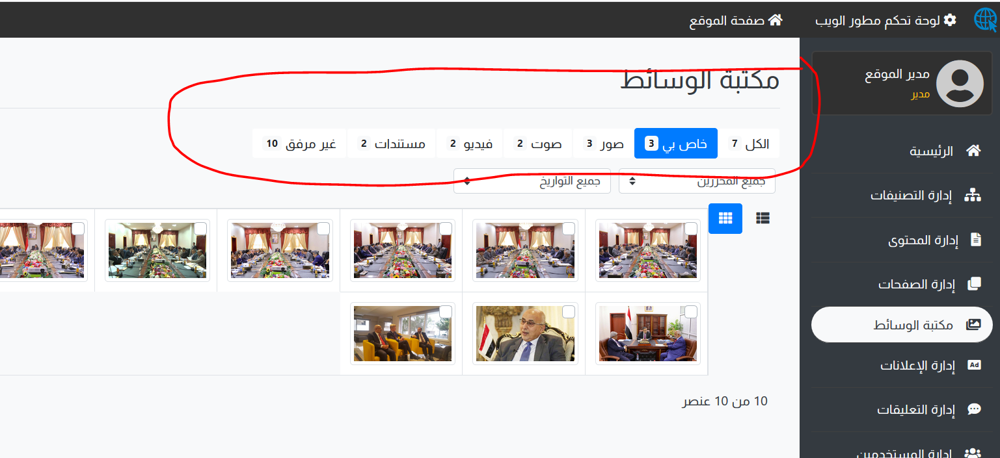 لوحة تحكم مطور الويب
صفحة الموقع
مدير الموقع
مدير
الرئيسية
إدارة التصنيفات
إدارة المحتوى
إدارة الصفحات
مكتبة الوسائط
إدارة الإعلانات
Ad
إدارة التعليقات
إدارة المستخدمين
مكتبة الوسائط
الكل 7
خاص بي 3
صور 3
صوت 2
فيديو 2
مستندات 2
غير مرفق 10
جميع المحررين
جميع التواريخ
10 من 10 عنصر